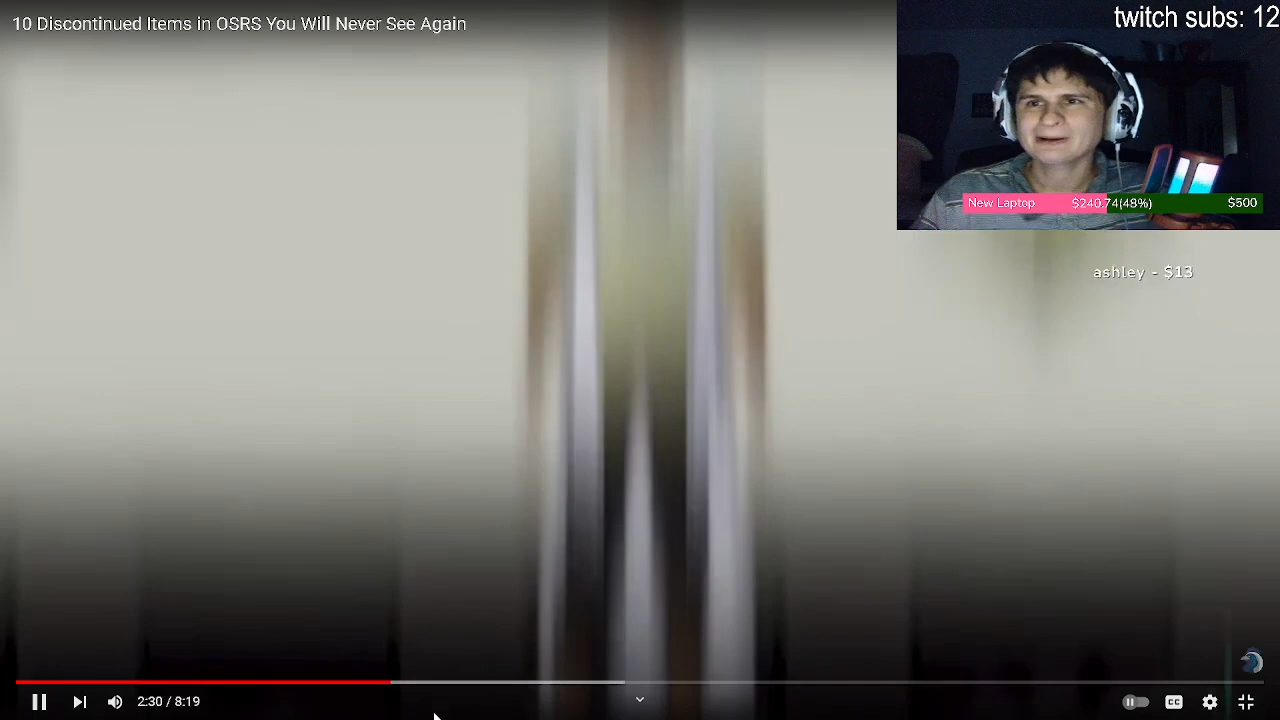 10 Discontinued Items in OSRS You Will Never See Again
twitch subs: 12
New Laptop $240.74(48%) $500
ashley - $13
2:30 / 8:19
CC